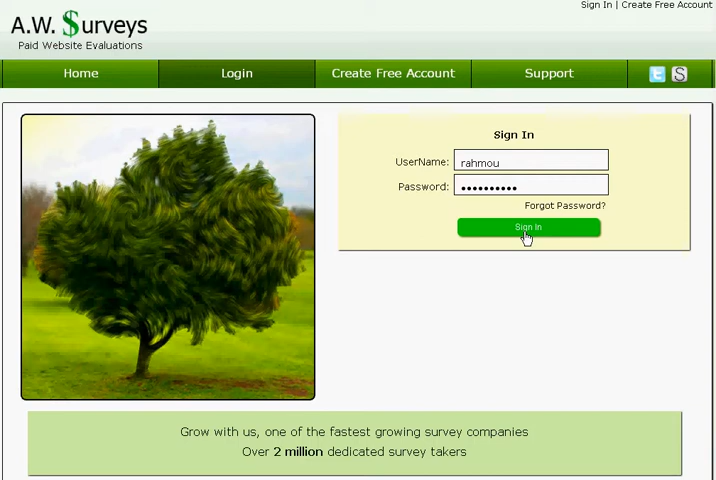 Sign In | Create Free Account
A.W. $urveys
Paid Website Evaluations
Home Login Create Free Account Support
Sign In
UserName: rahmou
Password: ••••••••••
Forgot Password?
Sign In
Grow with us, one of the fastest growing survey companies
Over 2 million dedicated survey takers